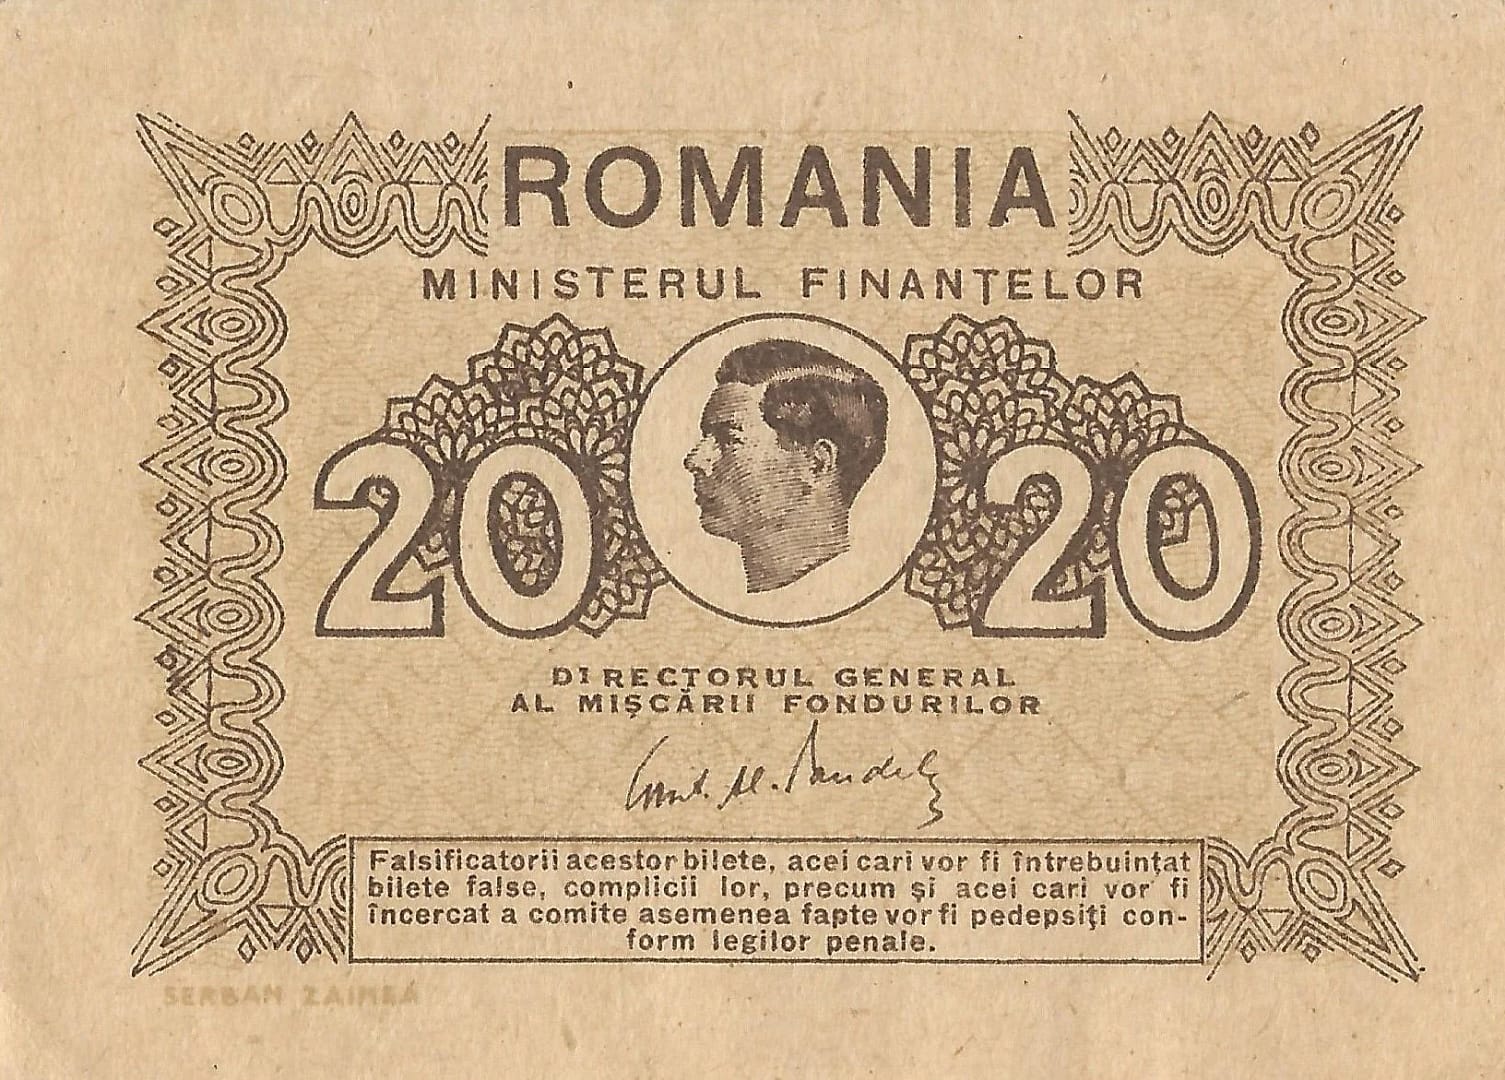 ROMANIA
MINISTERUL FINANȚELOR
20 20
DIRECTORUL GENERAL
AL MIȘCĂRII FONDURILOR
Falsificatorii acestor bilete, acei cari vor fi întrebuințat
bilete false, complicii lor, precum și acei cari vor fi
încercat a comite asemenea fapte vor fi pedepsiți con-
form legilor penale.
SERBAN ZAINEA